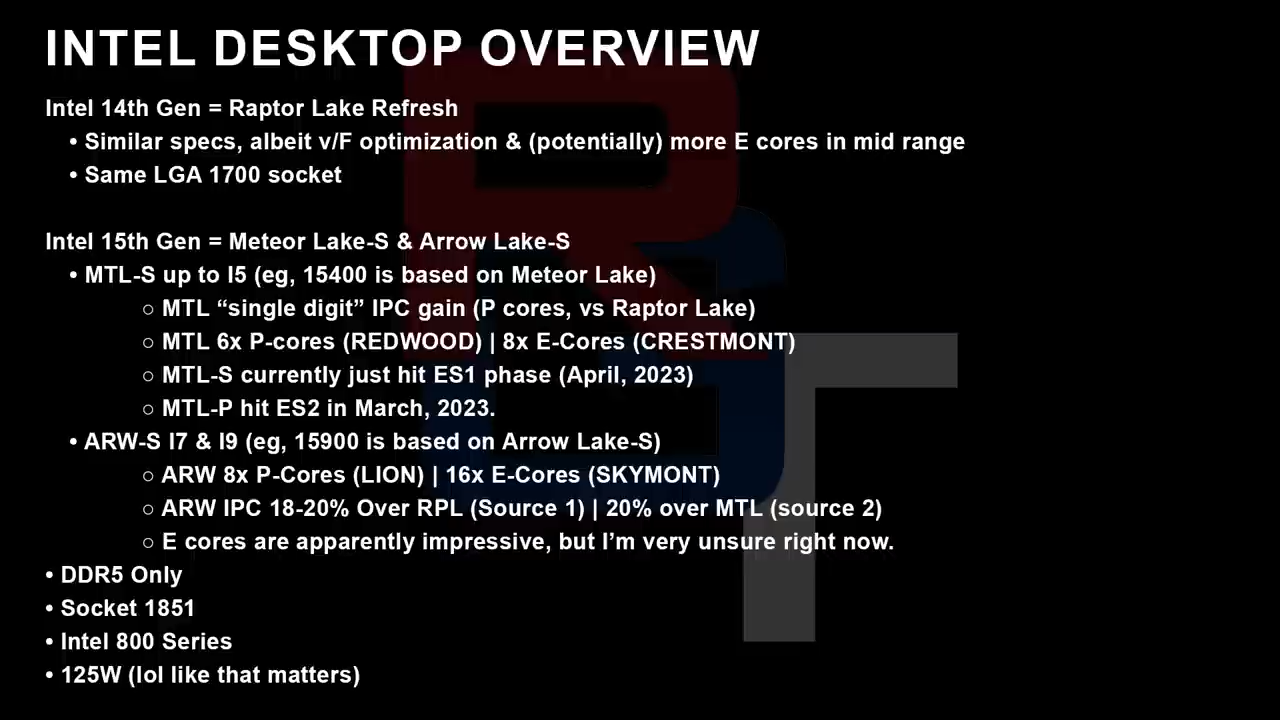 INTEL DESKTOP OVERVIEW
Intel 14th Gen = Raptor Lake Refresh
• Similar specs, albeit v/F optimization & (potentially) more E cores in mid range
• Same LGA 1700 socket
Intel 15th Gen = Meteor Lake-S & Arrow Lake-S
• MTL-S up to I5 (eg, 15400 is based on Meteor Lake)
○ MTL “single digit” IPC gain (P cores, vs Raptor Lake)
○ MTL 6x P-cores (REDWOOD) | 8x E-Cores (CRESTMONT)
○ MTL-S currently just hit ES1 phase (April, 2023)
○ MTL-P hit ES2 in March, 2023.
• ARW-S I7 & I9 (eg, 15900 is based on Arrow Lake-S)
○ ARW 8x P-Cores (LION) | 16x E-Cores (SKYMONT)
○ ARW IPC 18-20% Over RPL (Source 1) | 20% over MTL (source 2)
○ E cores are apparently impressive, but I’m very unsure right now.
• DDR5 Only
• Socket 1851
• Intel 800 Series
• 125W (lol like that matters)